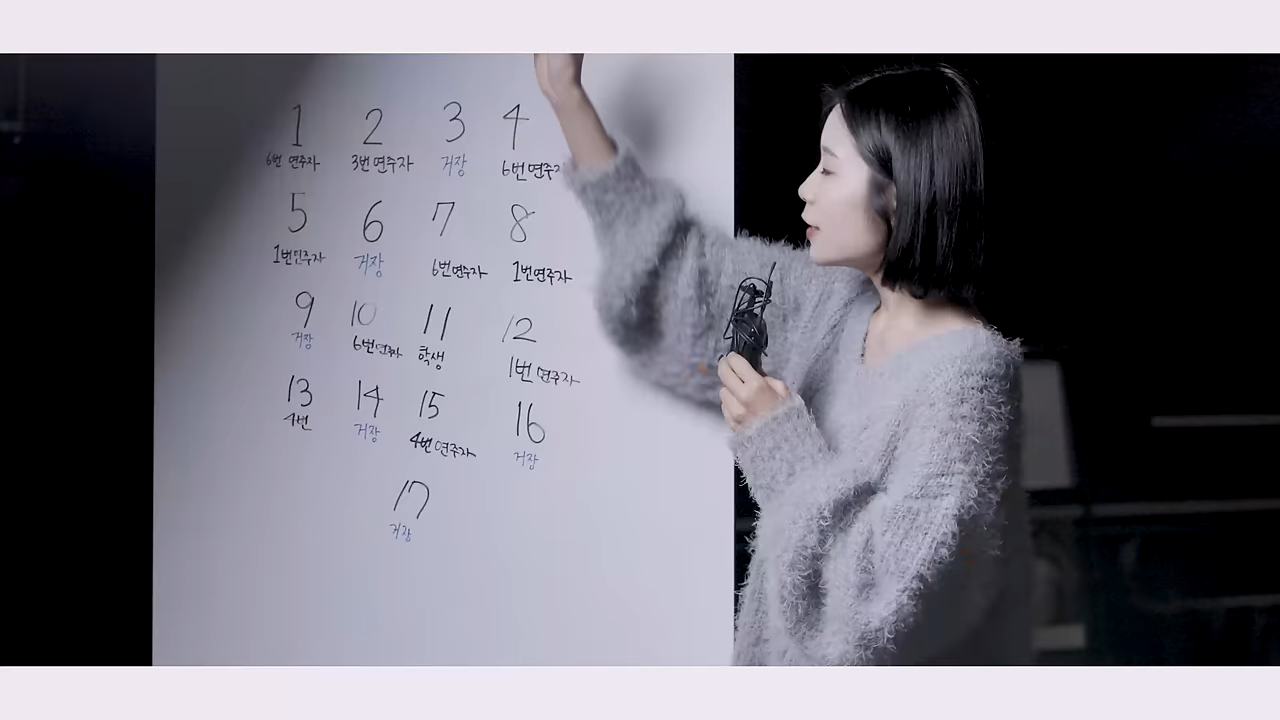 1 2 3 4
6번 연주자 3번연주자 거장 6번연주
5 6 7 8
1번연주자 거장 6번연주자 1번연주자
9 10 11 12
거장 6번연주자 학생 1번 연주자
13 14 15 16
4번 거장 4번 연주자 거장
17
거장